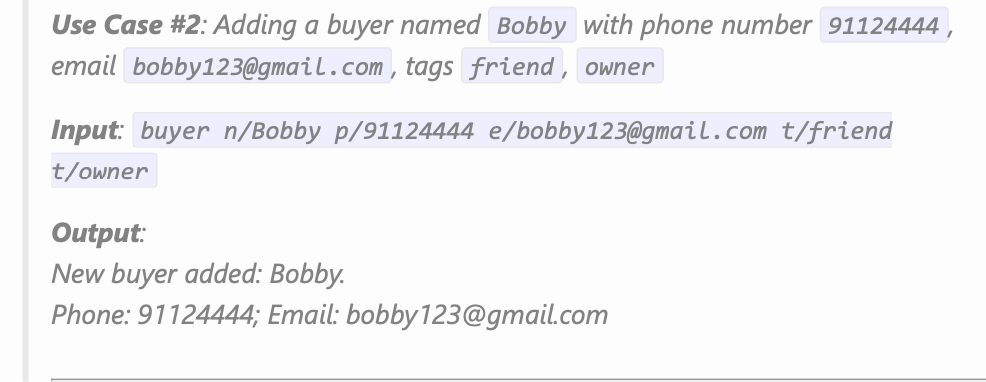 Use Case #2: Adding a buyer named Bobby with phone number 91124444,
email bobby123@gmail.com, tags friend, owner
Input: buyer n/Bobby p/91124444 e/bobby123@gmail.com t/friend
t/owner
Output:
New buyer added: Bobby.
Phone: 91124444; Email: bobby123@gmail.com